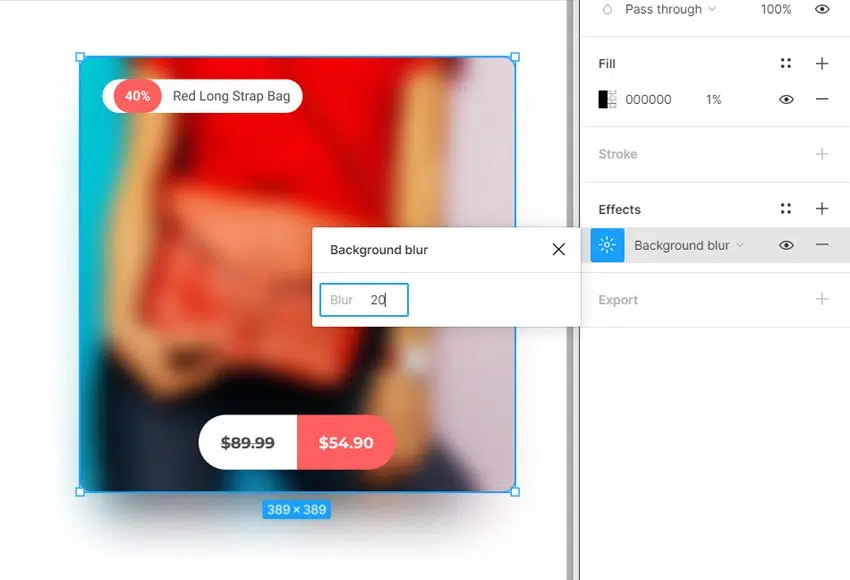 Pass through 100%
Fill
000000 1%
Stroke
Effects
Background blur
Export
40% Red Long Strap Bag
Background blur
Blur 20
$89.99 $54.90
389 × 389